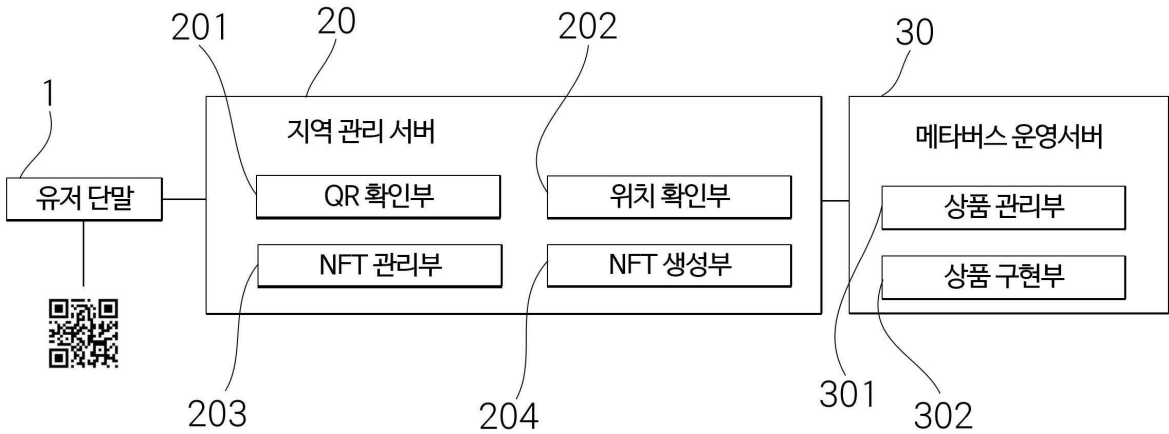 201
20
202
30
1
지역 관리 서버
메타버스 운영서버
유저 단말
QR 확인부
위치 확인부
상품 관리부
NFT 관리부
NFT 생성부
상품 구현부
203
204
301
302